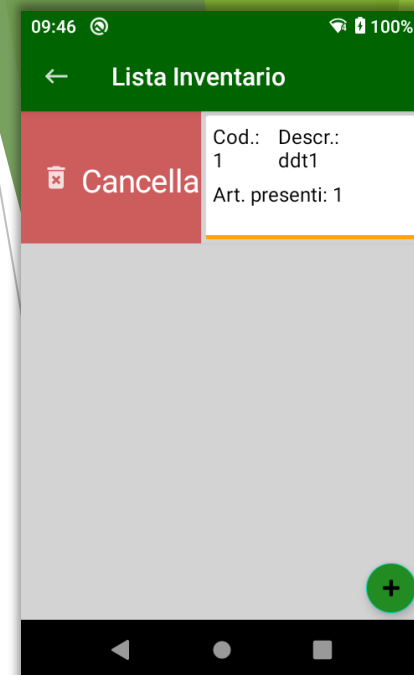 09:46 100%
Lista Inventario
Cancella
Cod.: Descr.:
1 ddt1
Art. presenti: 1
+